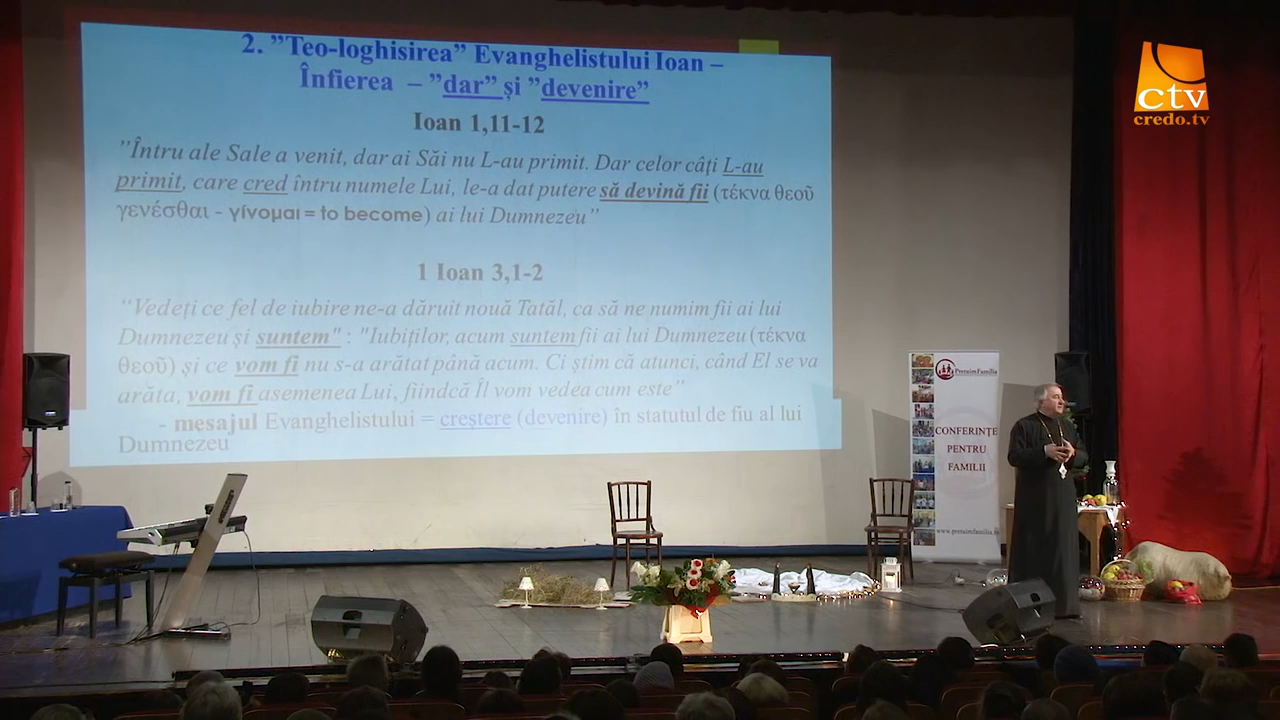 2. ”Teo-loghisirea” Evanghelistului Ioan –
Înfierea – ”dar” și ”devenire”
Ioan 1,11-12
”Întru ale Sale a venit, dar ai Săi nu L-au primit. Dar celor câți L-au
primit, care cred întru numele Lui, le-a dat putere să devină fii (τέκνα θεοῦ
γενέσθαι - γίνομαι = to become) ai lui Dumnezeu”
1 Ioan 3,1-2
"Vedeți ce fel de iubire ne-a dăruit nouă Tatăl, ca să ne numim fii ai lui
Dumnezeu și suntem" : "Iubiților, acum suntem fii ai lui Dumnezeu (τέκνα
θεοῦ) și ce vom fi nu s-a arătat până acum. Ci știm că atunci, când El se va
arăta, vom fi asemenea Lui, fiindcă Îl vom vedea cum este”
- mesajul Evanghelistului = creștere (devenire) în statutul de fiu al lui
Dumnezeu
ctv
credo.tv
PretuimFamilia
CONFERINȚE
PENTRU
FAMILII
www.pretuimfamilia.ro